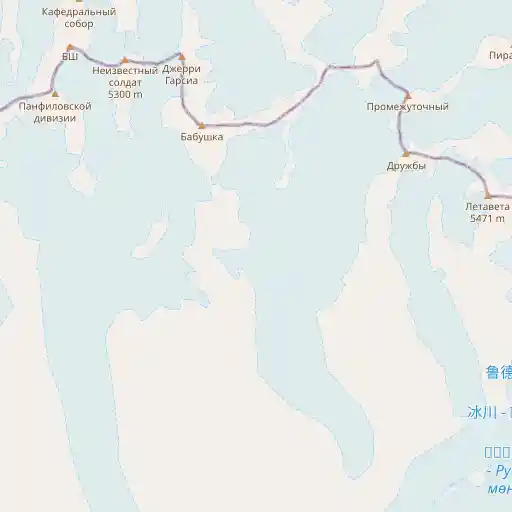 Кафедральный
собор
БШ
Неизвестный
солдат
5300 m
Джерри
Гарсиа
Панфиловской
дивизии
Бабушка
Пира
Промежуточный
Дружбы
Летавета
5471 m
鲁德
冰川 -
- Ру
мөн